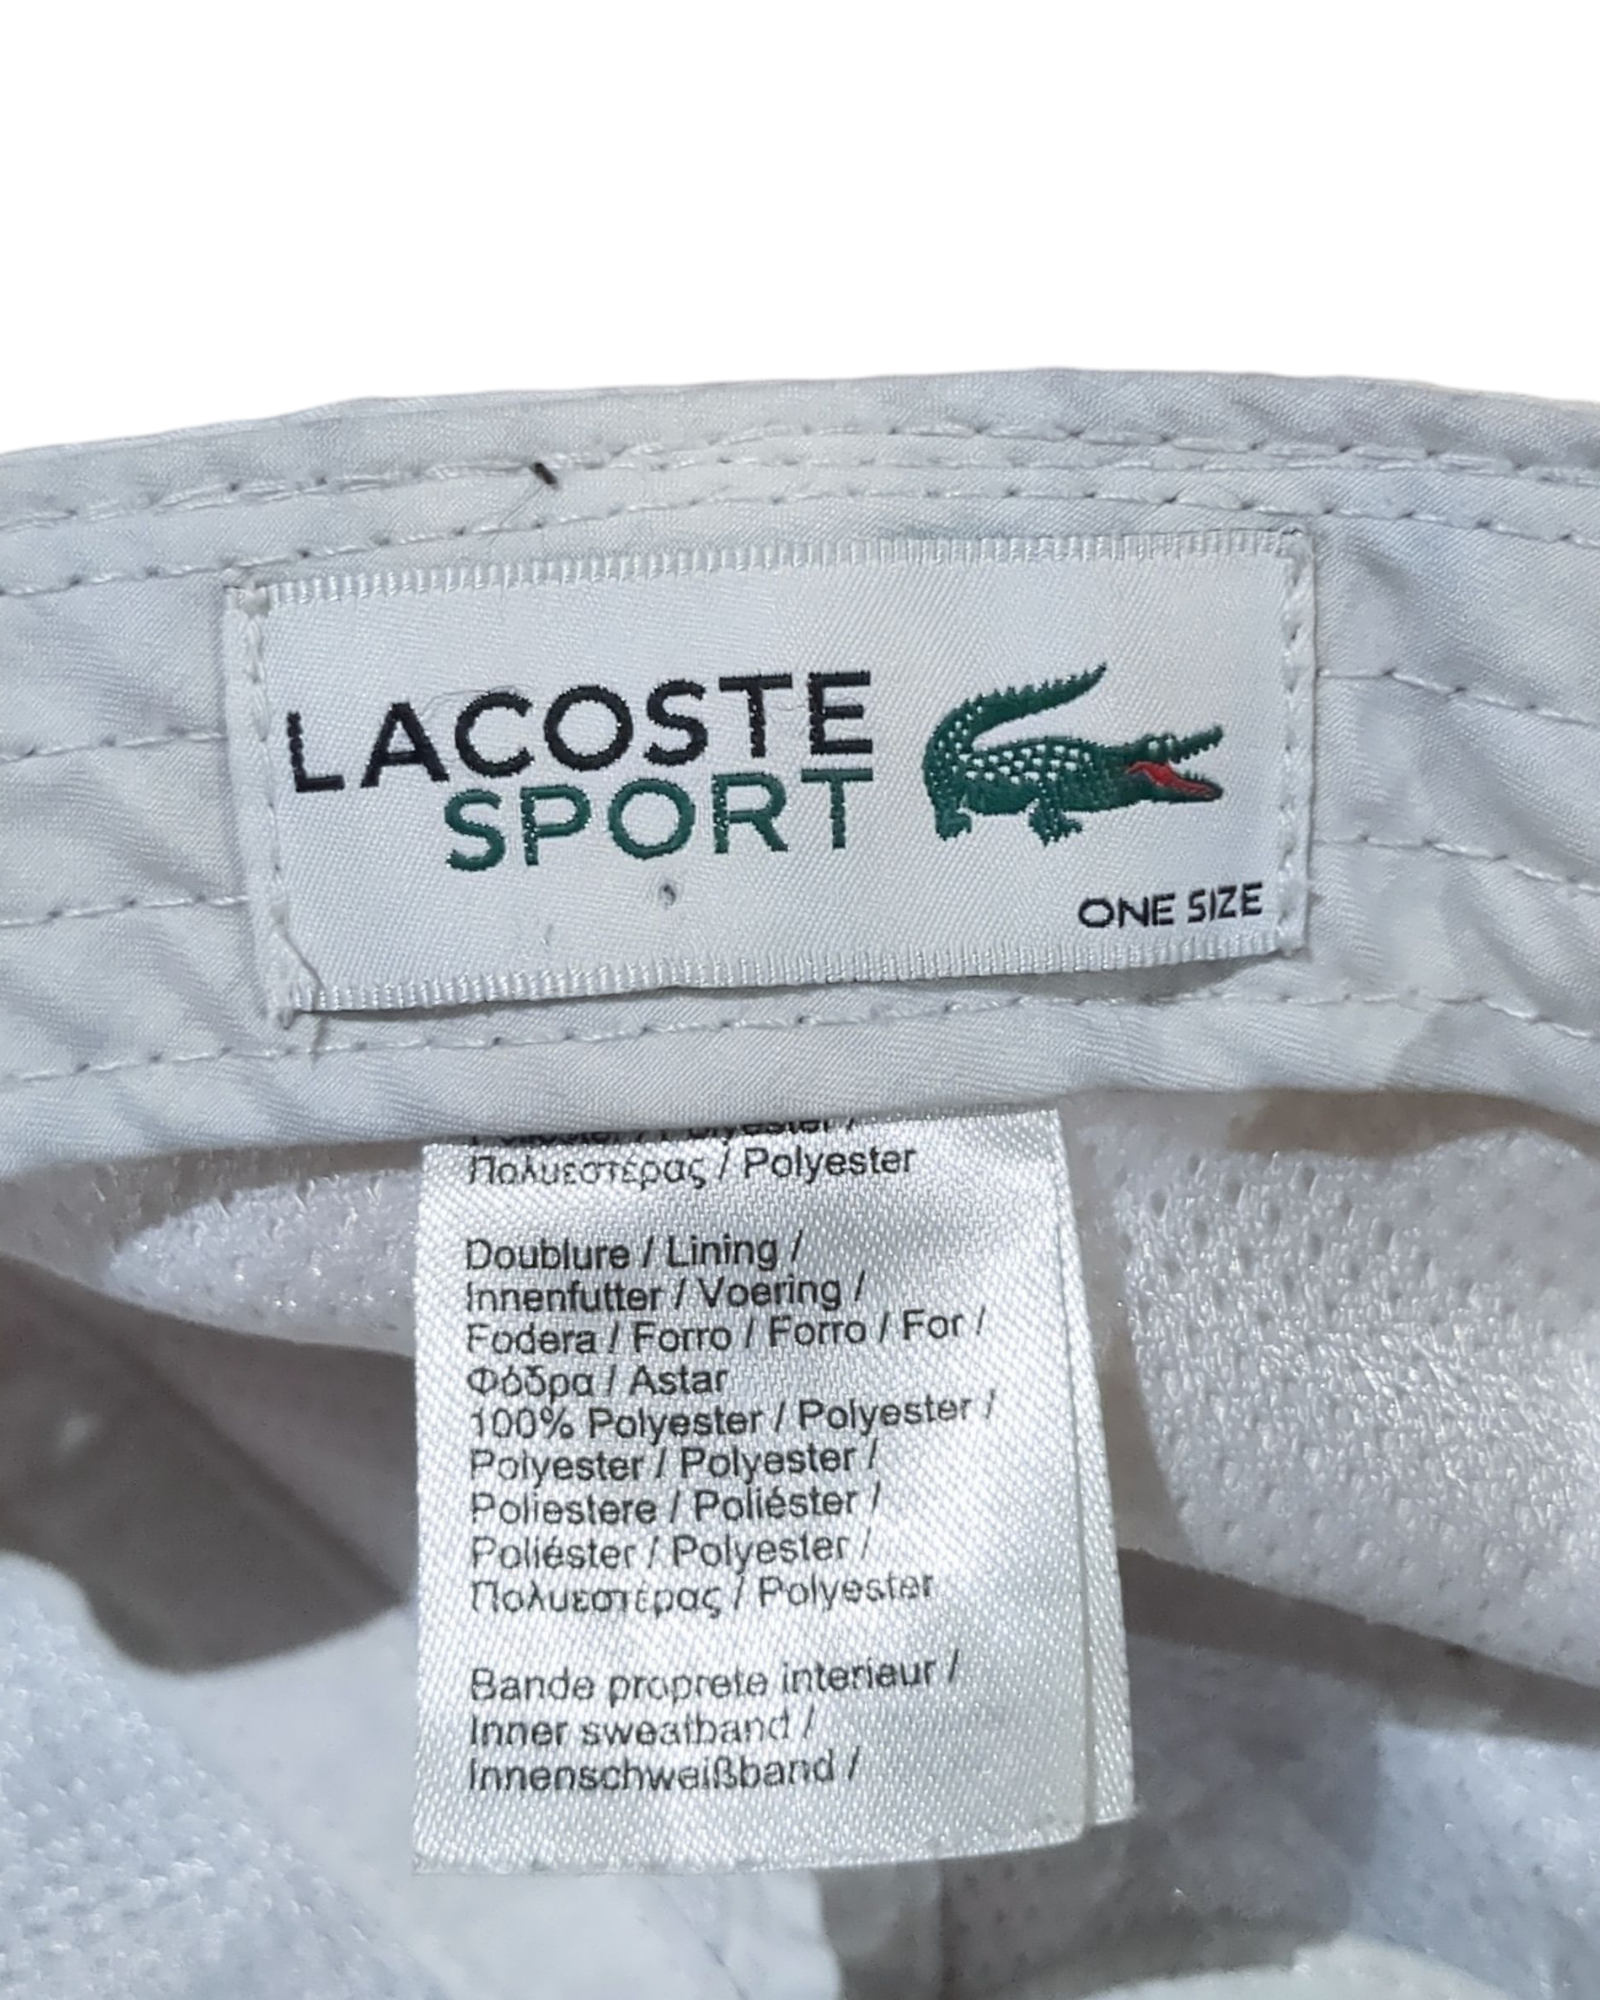 LACOSTE
SPORT
ONE SIZE
Πολυεστέρας / Polyester
Doublure / Lining /
Innenfutter / Voering /
Fodera / Forro / Forro / For /
Φόδρα / Astar
100% Polyester / Polyester /
Polyester / Polyester /
Poliestere / Poliéster /
Poliéster / Polyester /
Πολυεστέρας / Polyester
Bande proprete interieur /
Inner sweatband /
Innenschweißband /